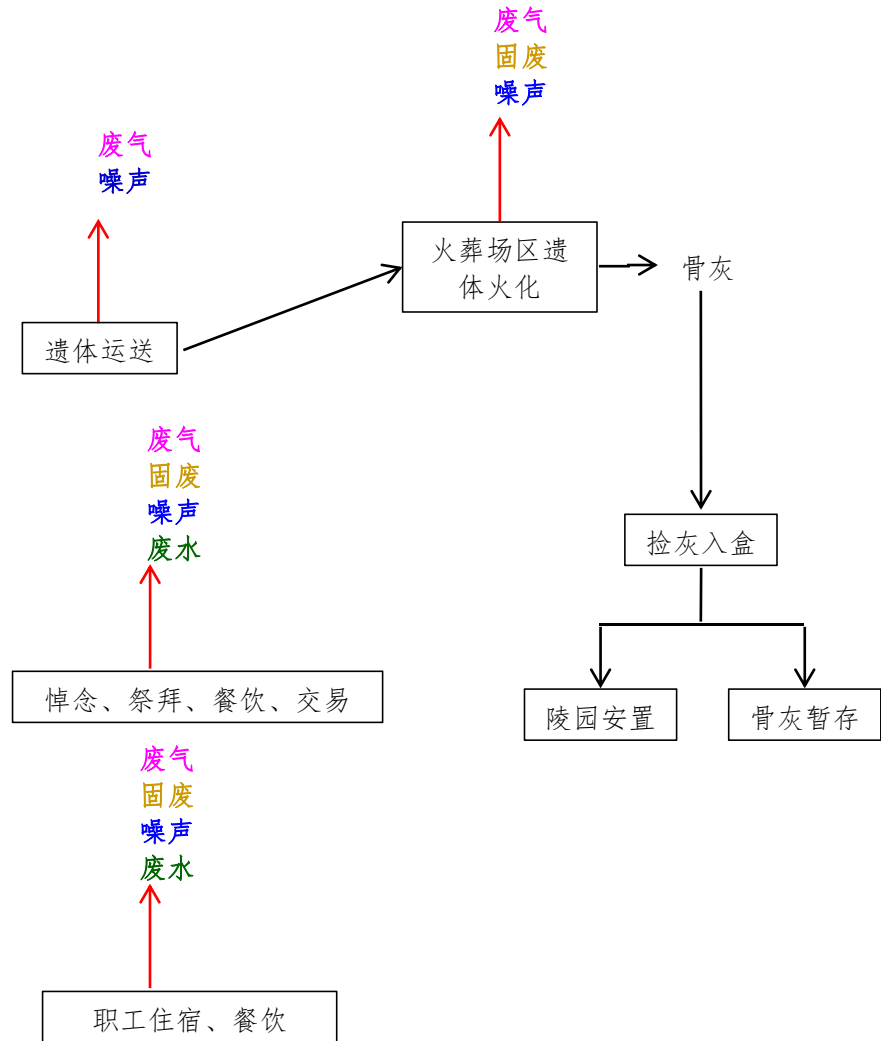 废气
固废
噪声
废气
噪声
火葬场区遗
体火化
骨灰
遗体运送
废气
固废
噪声
废水
捡灰入盒
悼念、祭拜、餐饮、交易
陵园安置
骨灰暂存
废气
固废
噪声
废水
职工住宿、餐饮